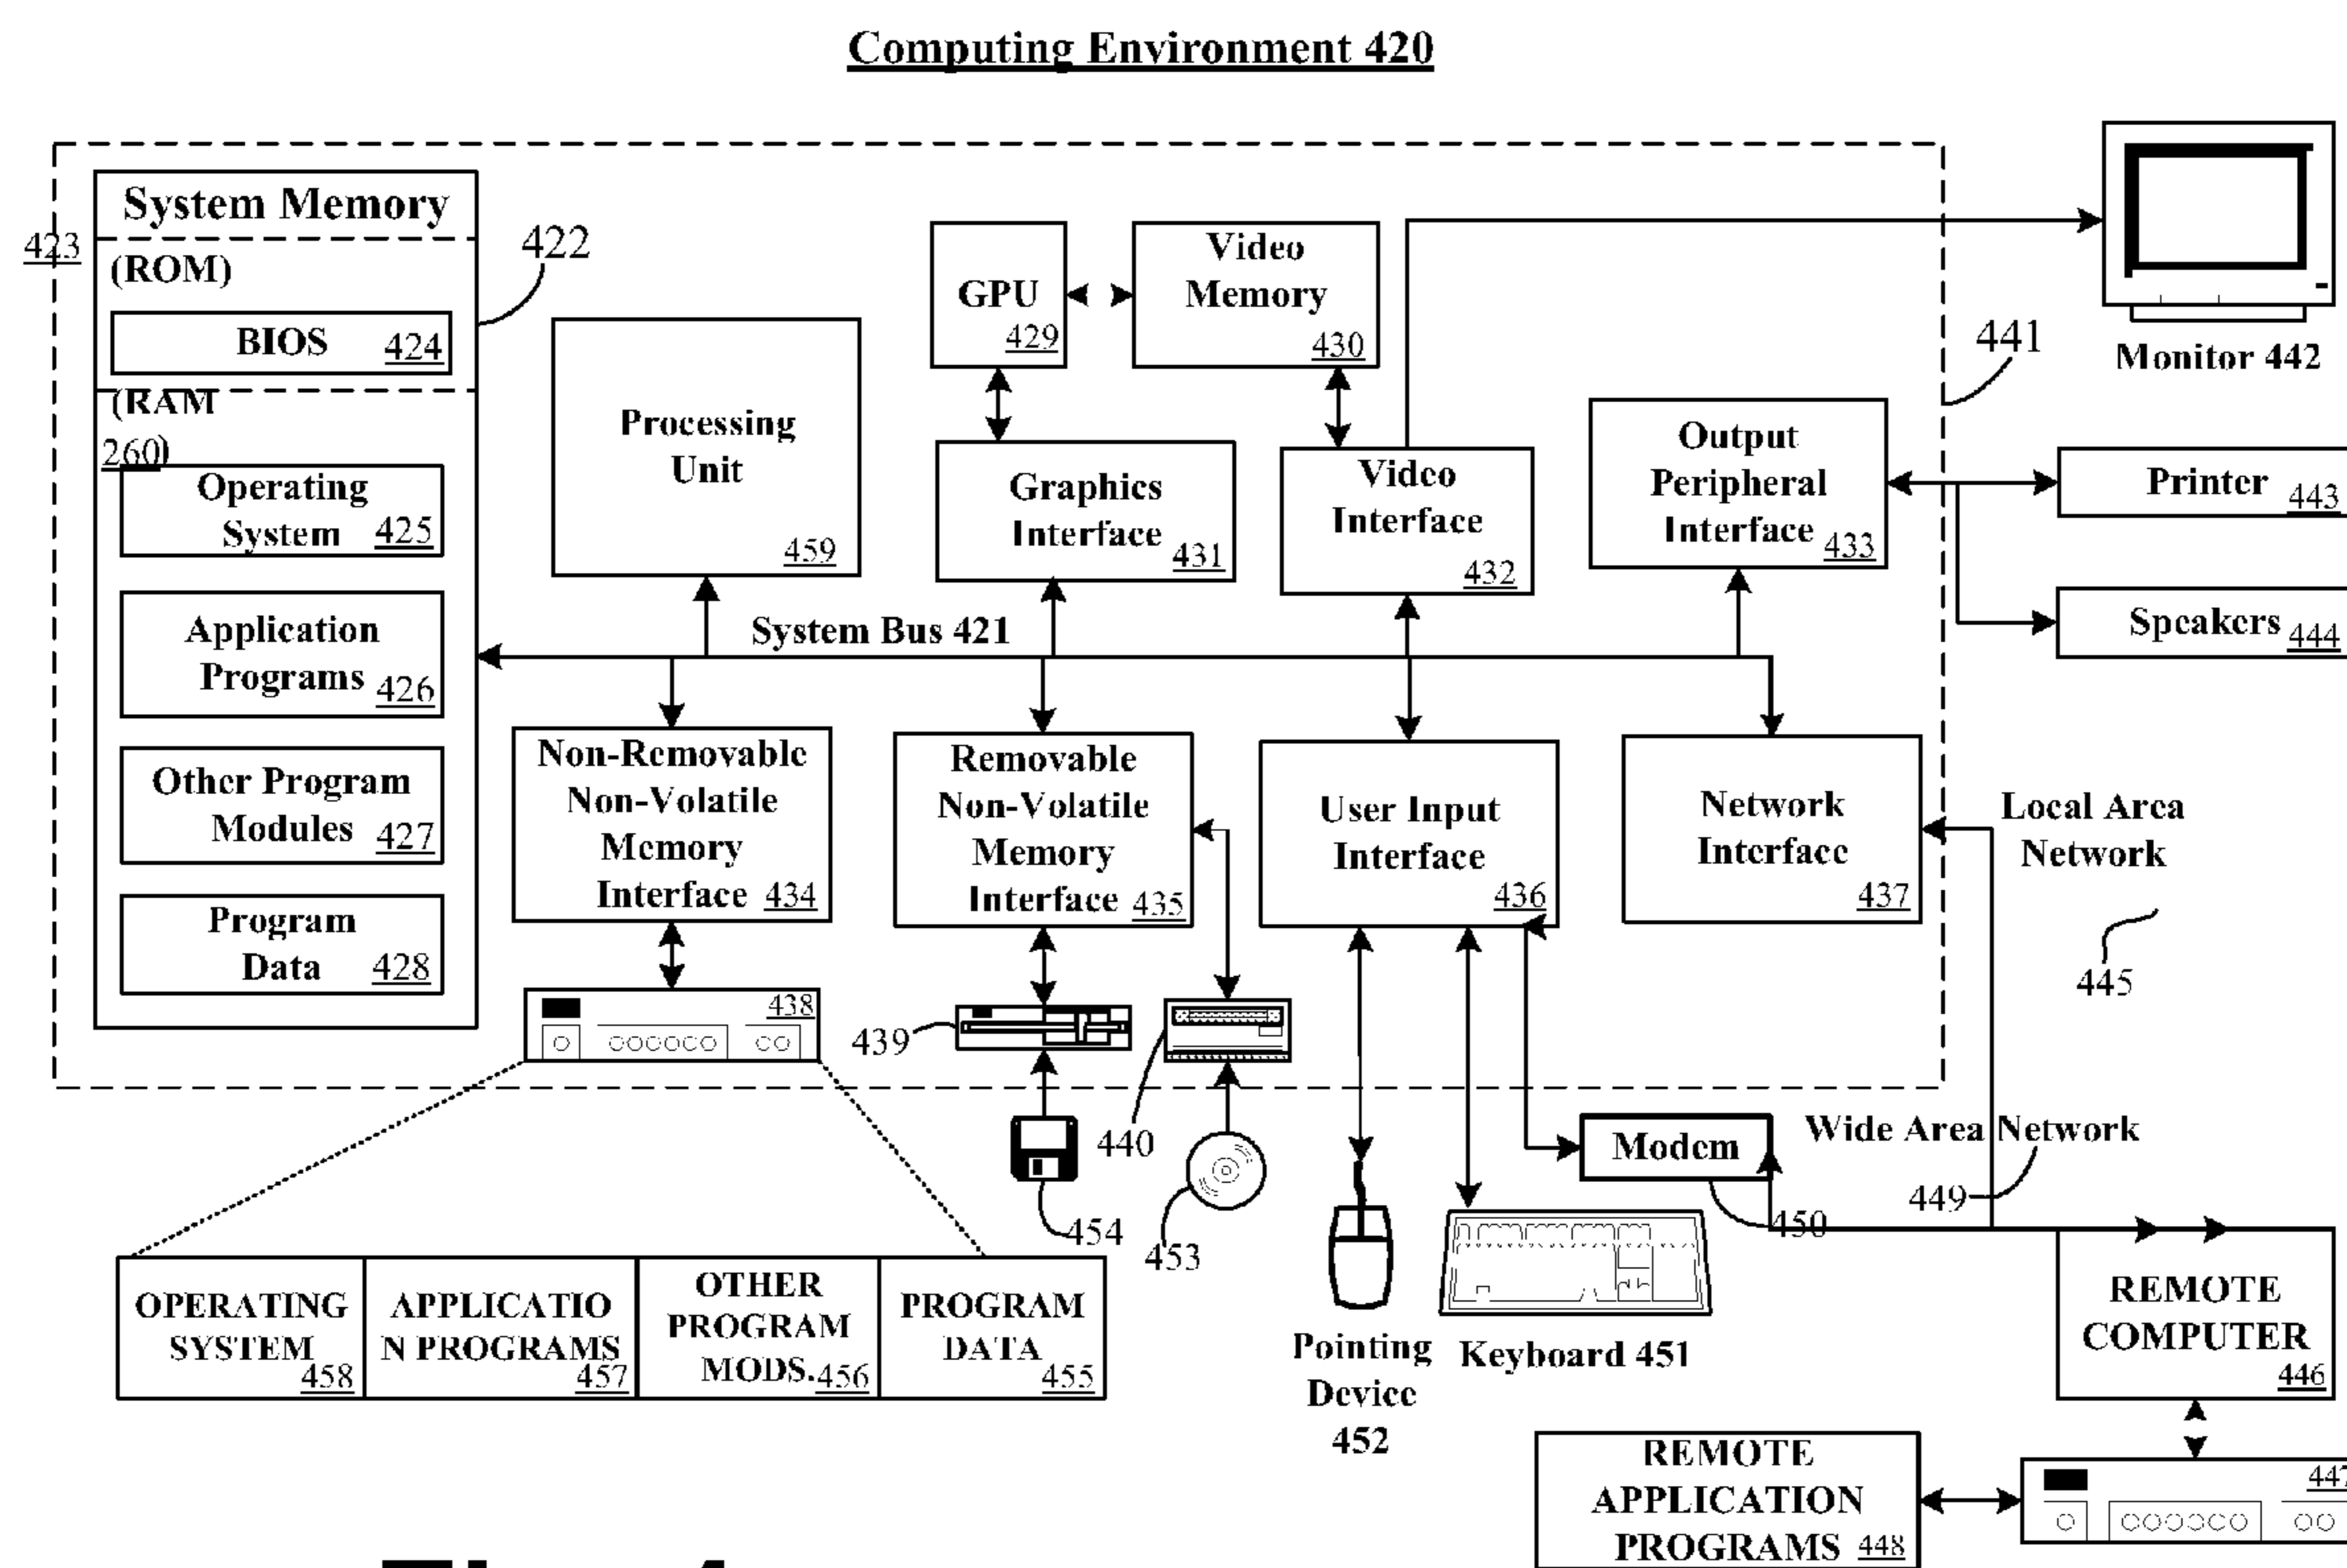 Computing Environment 420
System Memory
423
(ROM)
BIOS 424
(RAM
260)
Operating
System 425
Application
Programs 426
Other Program
Modules 427
Program
Data 428
422
Processing
Unit
459
GPU
429
Video
Memory
430
Graphics
Interface
431
Video
Interface
432
Output
Peripheral
Interface 433
441
Monitor 442
Printer 443
Speakers 444
System Bus 421
Non-Removable
Non-Volatile
Memory
Interface 434
Removable
Non-Volatile
Memory
Interface 435
User Input
Interface
436
Network
Interface
437
Local Area
Network
445
438
439
440
454
453
Modem
450
Wide Area Network
449
OPERATING
SYSTEM
458
APPLICATIO
N PROGRAMS
457
OTHER
PROGRAM
MODS. 456
PROGRAM
DATA
455
Pointing
Device
452
Keyboard 451
REMOTE
COMPUTER
446
REMOTE
APPLICATION
PROGRAMS 448
447